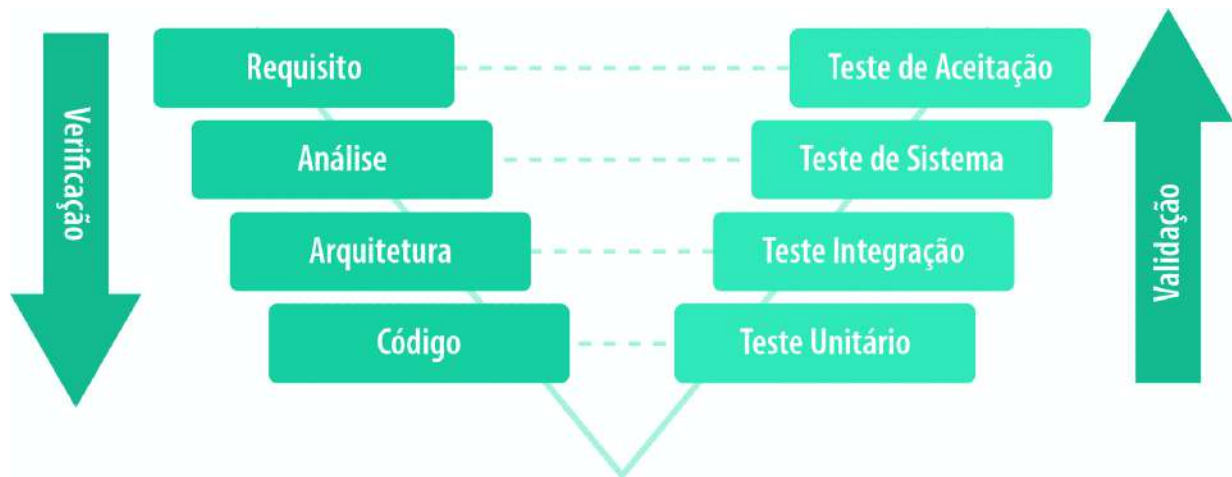 Verificação
Requisito
Teste de Aceitação
Análise
Teste de Sistema
Arquitetura
Teste Integração
Código
Teste Unitário
Validação